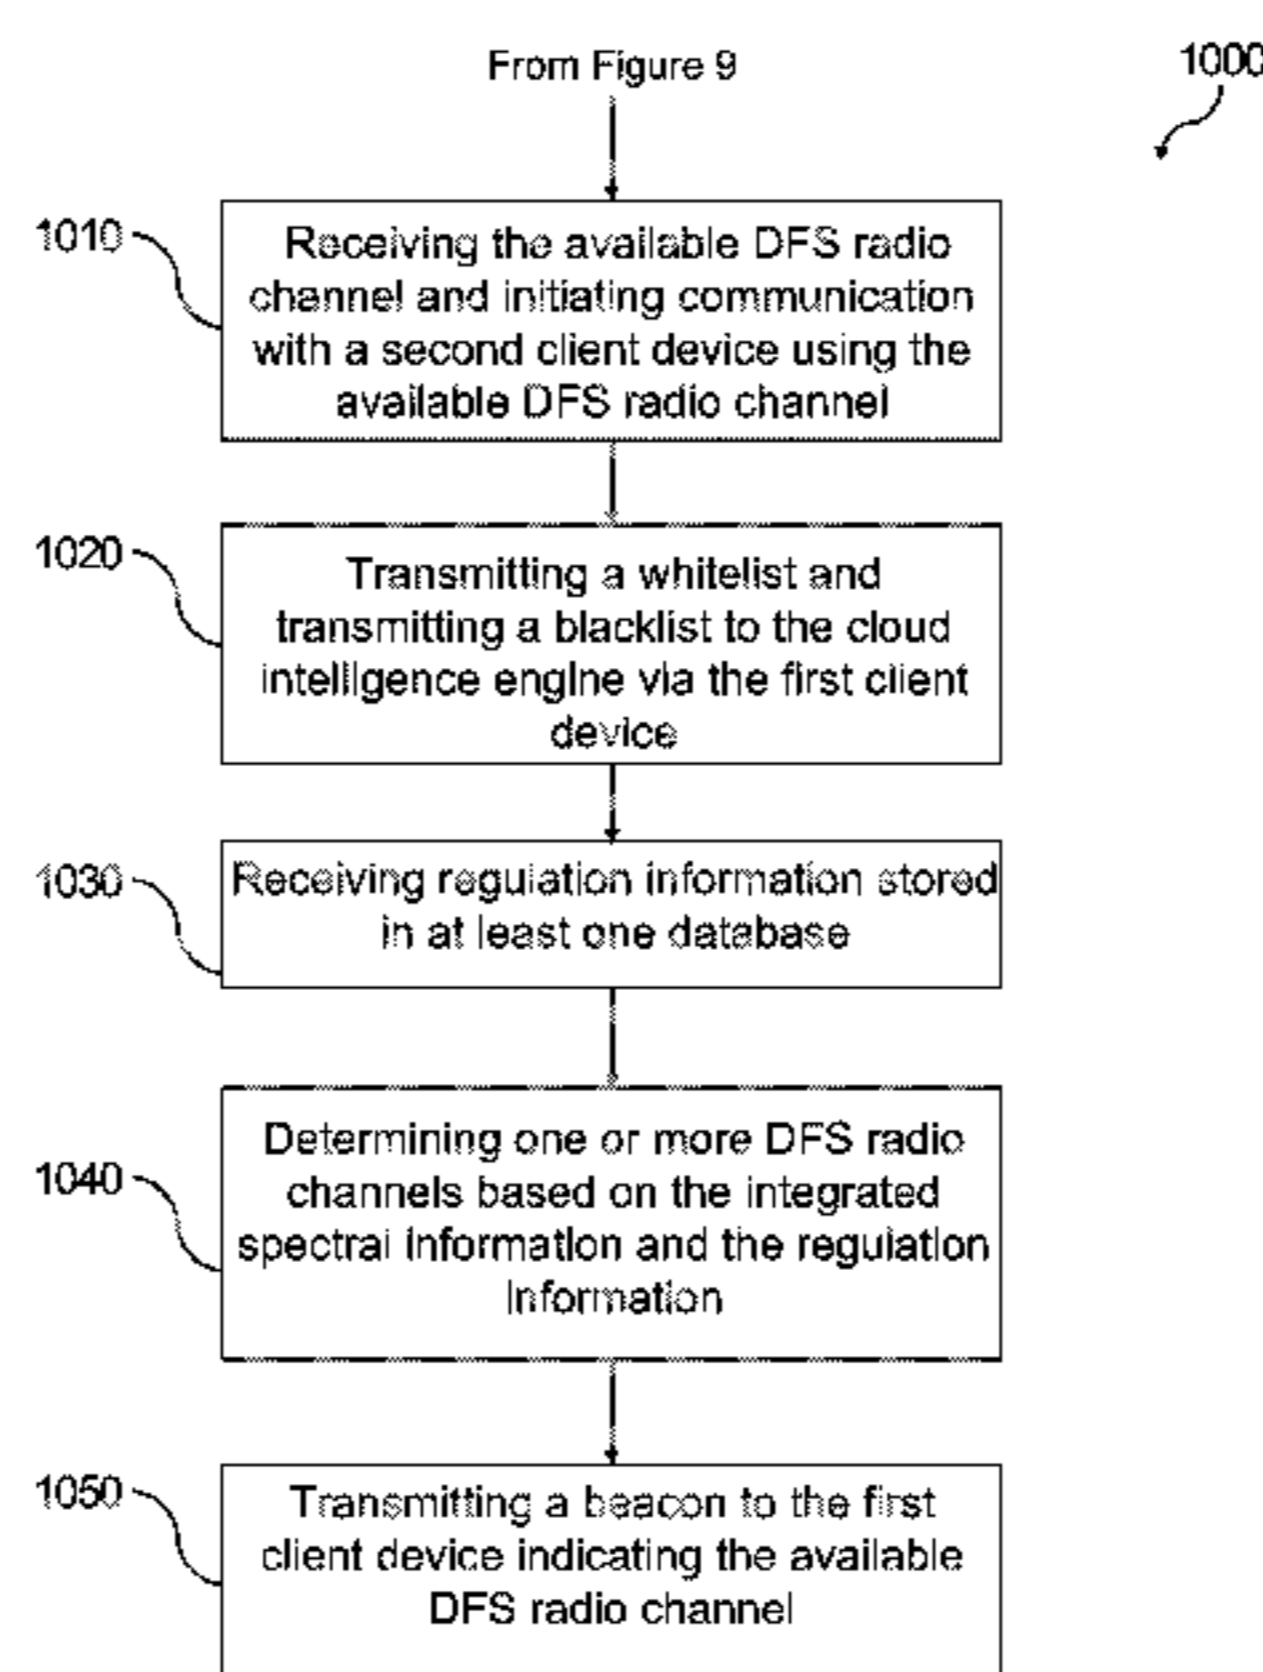 From Figure 9
1000
1010
Receiving the available DFS radio
channel and initiating communication
with a second client device using the
available DFS radio channel
1020
Transmitting a whitelist and
transmitting a blacklist to the cloud
intelligence engine via the first client
device
1030
Receiving regulation information stored
in at least one database
1040
Determining one or more DFS radio
channels based on the integrated
spectral information and the regulation
information
1050
Transmitting a beacon to the first
client device indicating the available
DFS radio channel